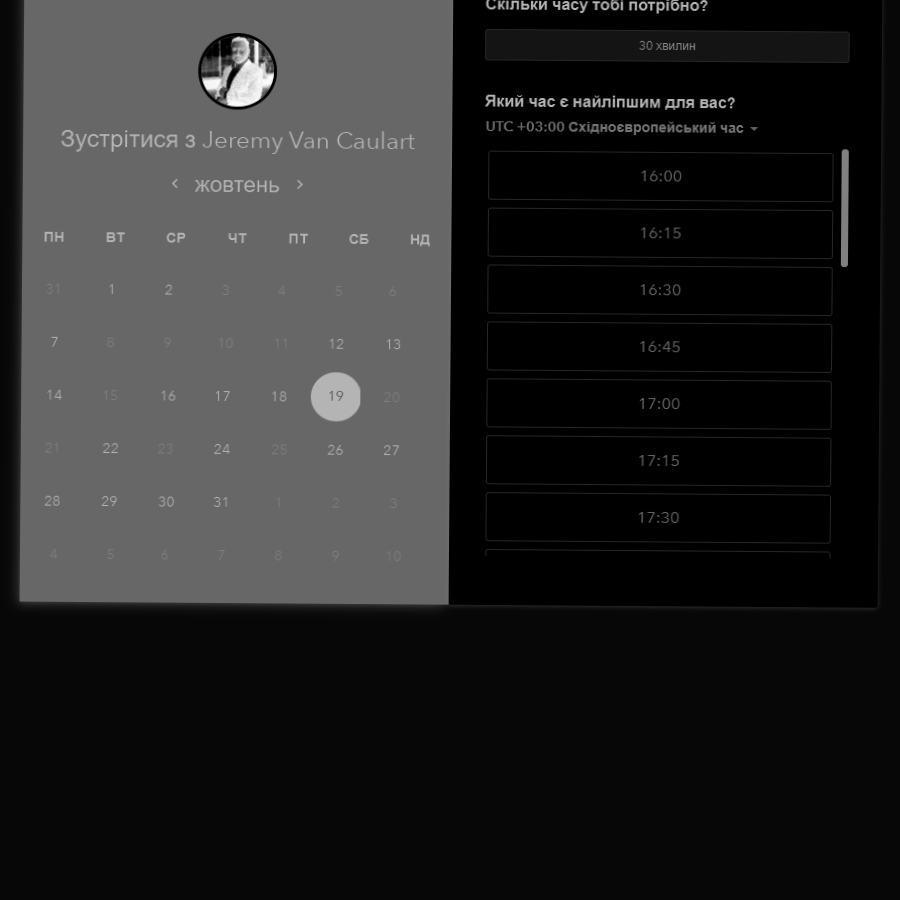 Зустрітися з Jeremy Van Caulart
жовтень
ПН ВТ СР ЧТ ПТ СБ НД
31 1 2 3 4 5 6
7 8 9 10 11 12 13
14 15 16 17 18 19 20
21 22 23 24 25 26 27
28 29 30 31 1 2 3
4 5 6 7 8 9 10
Скільки часу тобі потрібно?
30 хвилин
Який час є найліпшим для вас?
UTC +03:00 Східноєвропейський час
16:00
16:15
16:30
16:45
17:00
17:15
17:30